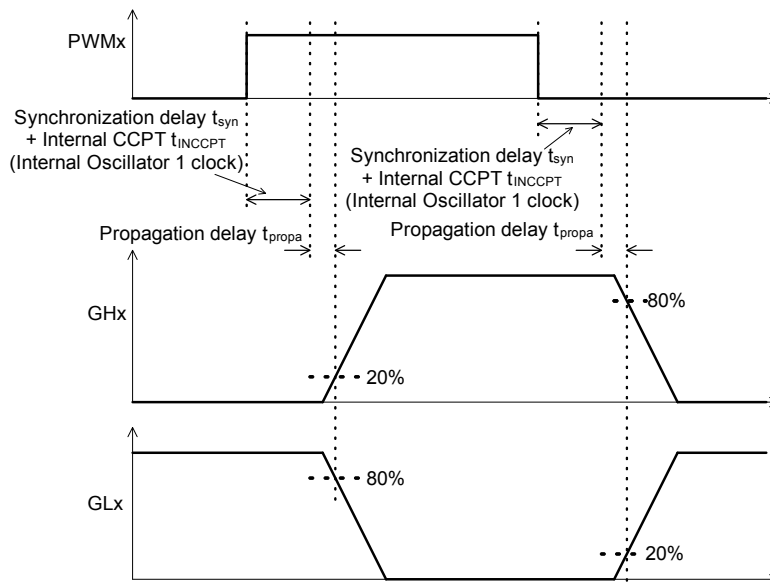 PWMx
Synchronization delay tsyn
+ Internal CCPT tINCCPT
(Internal Oscillator 1 clock)
Synchronization delay tsyn
+ Internal CCPT tINCCPT
(Internal Oscillator 1 clock)
Propagation delay tpropa
Propagation delay tpropa
GHx
80%
20%
GLx
80%
20%